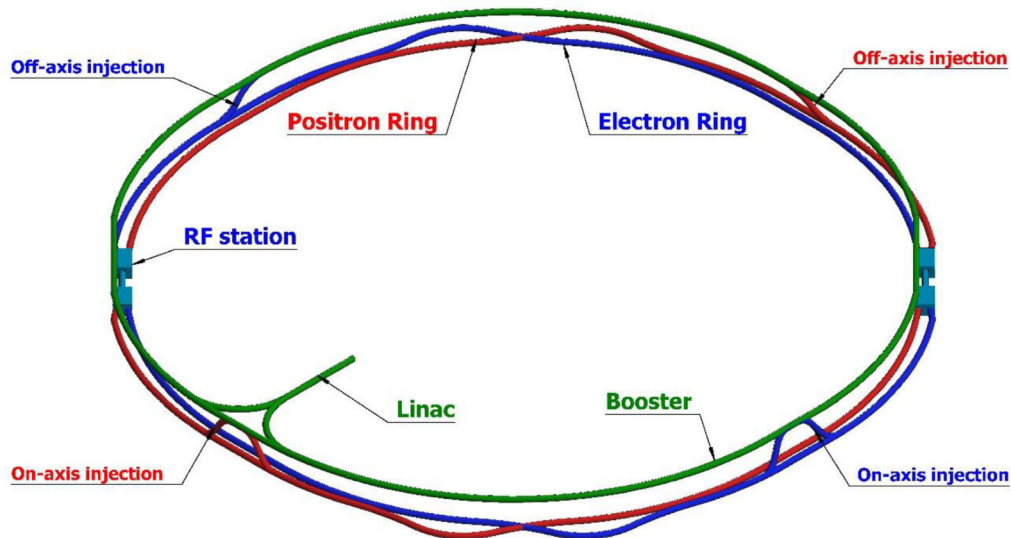 Off-axis injection
Off-axis injection
Positron Ring
Electron Ring
RF station
Linac
Booster
On-axis injection
On-axis injection